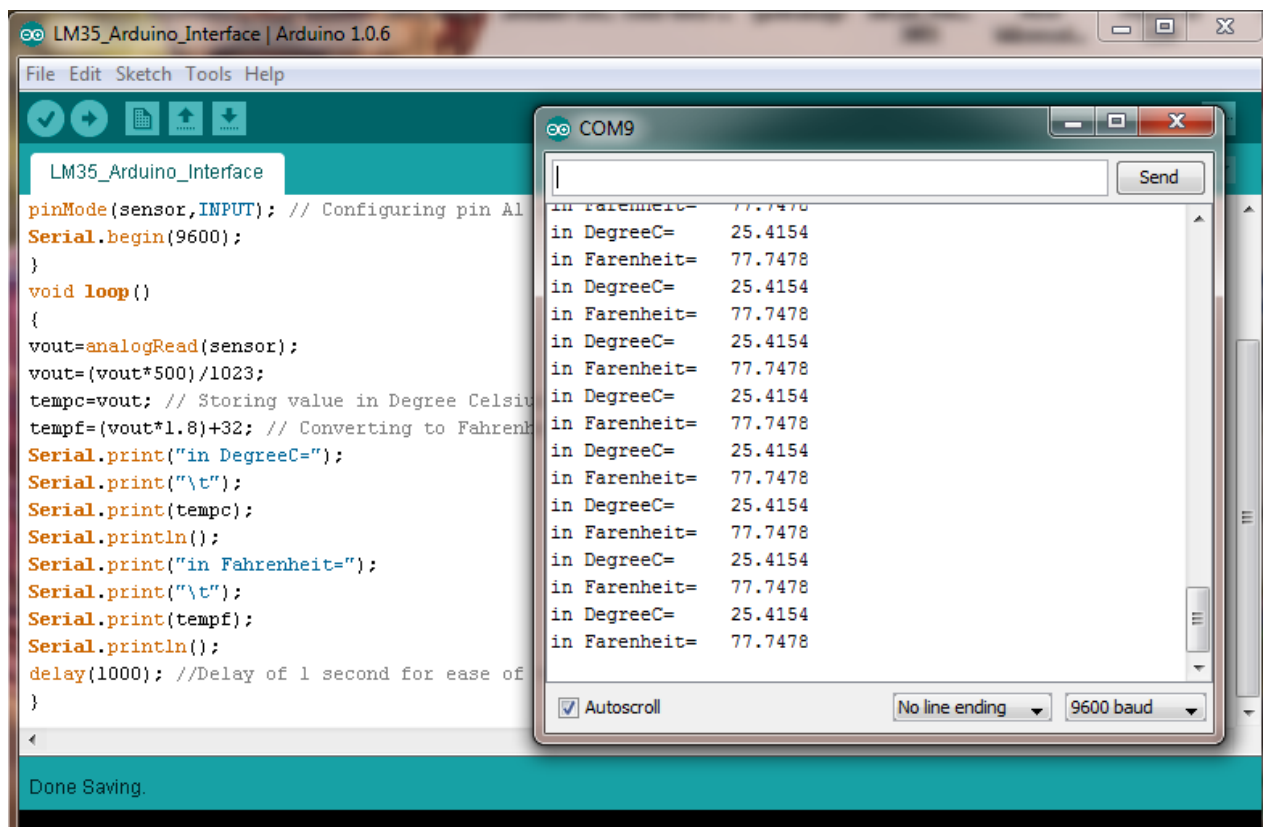 LM35_Arduino_Interface | Arduino 1.0.6
File Edit Sketch Tools Help
LM35_Arduino_Interface
pinMode(sensor,INPUT); // Configuring pin A1
Serial.begin(9600);
}
void loop()
{
vout=analogRead(sensor);
vout=(vout*500)/1023;
tempc=vout; // Storing value in Degree Celsiu
tempf=(vout*1.8)+32; // Converting to Fahrenh
Serial.print("in DegreeC=");
Serial.print("\t");
Serial.print(tempc);
Serial.println();
Serial.print("in Fahrenheit=");
Serial.print("\t");
Serial.print(tempf);
Serial.println();
delay(1000); //Delay of 1 second for ease of
}
Done Saving.
COM9
Send
in Farenheit= 77.7478
in DegreeC= 25.4154
in Farenheit= 77.7478
in DegreeC= 25.4154
in Farenheit= 77.7478
in DegreeC= 25.4154
in Farenheit= 77.7478
in DegreeC= 25.4154
in Farenheit= 77.7478
in DegreeC= 25.4154
in Farenheit= 77.7478
in DegreeC= 25.4154
in Farenheit= 77.7478
in DegreeC= 25.4154
in Farenheit= 77.7478
in DegreeC= 25.4154
in Farenheit= 77.7478
Autoscroll
No line ending
9600 baud